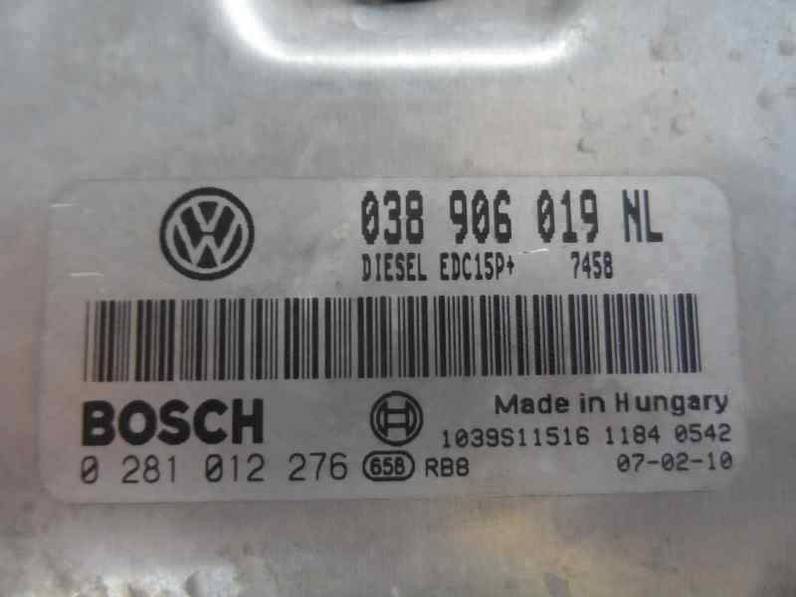 038 906 019 NL
DIESEL EDC15P+ 7458
BOSCH
Made in Hungary
1039S11516 1184 0542
0 281 012 276 658 RB8 07-02-10